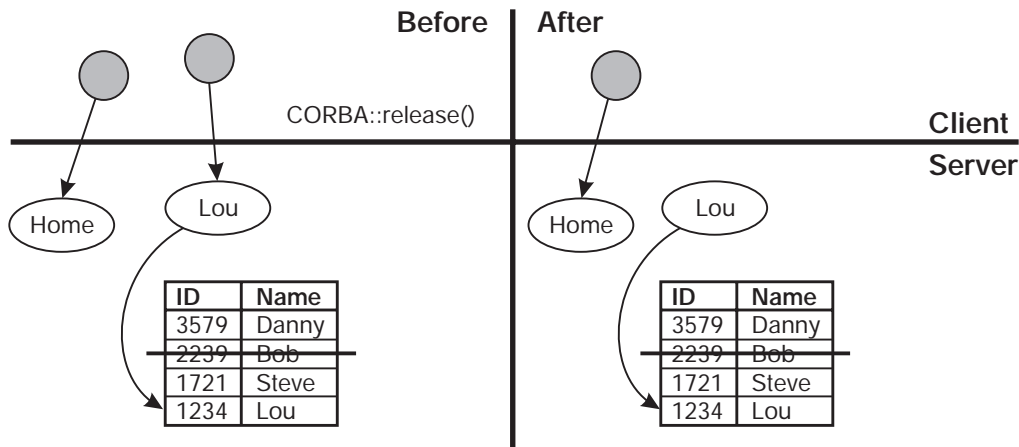 Before After
CORBA::release()
Client
Server
Home Lou Home Lou
ID Name ID Name
3579 Danny 3579 Danny
2239 Bob 2239 Bob
1721 Steve 1721 Steve
1234 Lou 1234 Lou